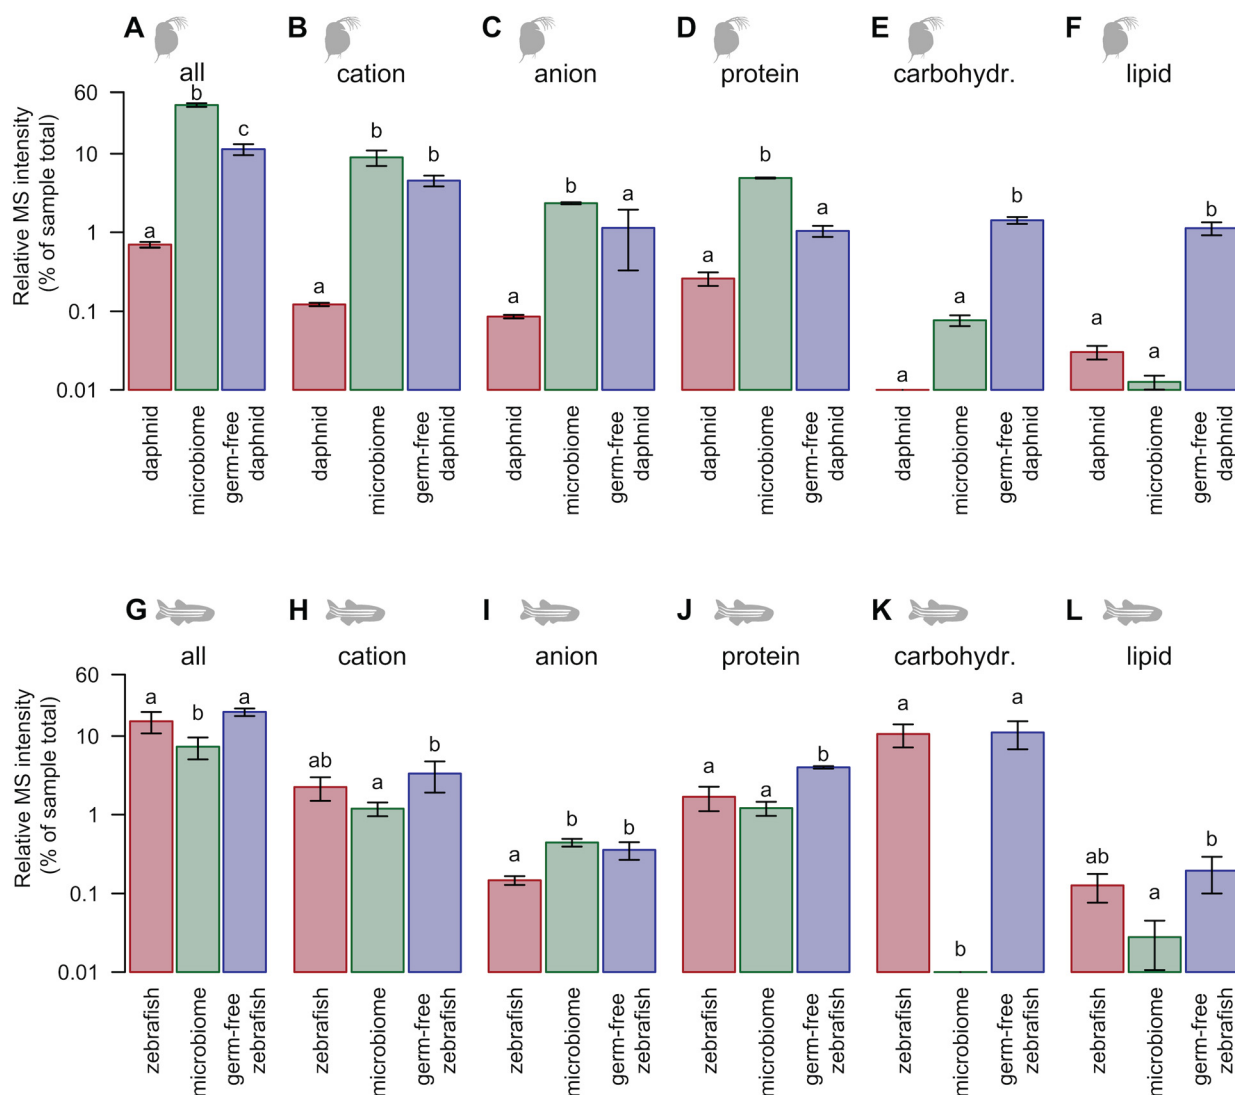 A
B
C
D
E
F
all
cation
anion
protein
carbohydr.
lipid
Relative MS intensity
(% of sample total)
60
10
1
0.1
0.01
a
b
c
a
b
b
a
b
a
a
b
a
a
a
b
a
a
b
daphnid
microbiome
germ-free
daphnid
daphnid
microbiome
germ-free
daphnid
daphnid
microbiome
germ-free
daphnid
daphnid
microbiome
germ-free
daphnid
daphnid
microbiome
germ-free
daphnid
daphnid
microbiome
germ-free
daphnid
G
H
I
J
K
L
all
cation
anion
protein
carbohydr.
lipid
Relative MS intensity
(% of sample total)
60
10
1
0.1
0.01
a
b
a
ab
a
b
a
b
b
a
a
b
a
b
a
ab
a
b
zebrafish
microbiome
germ-free
zebrafish
zebrafish
microbiome
germ-free
zebrafish
zebrafish
microbiome
germ-free
zebrafish
zebrafish
microbiome
germ-free
zebrafish
zebrafish
microbiome
germ-free
zebrafish
zebrafish
microbiome
germ-free
zebrafish